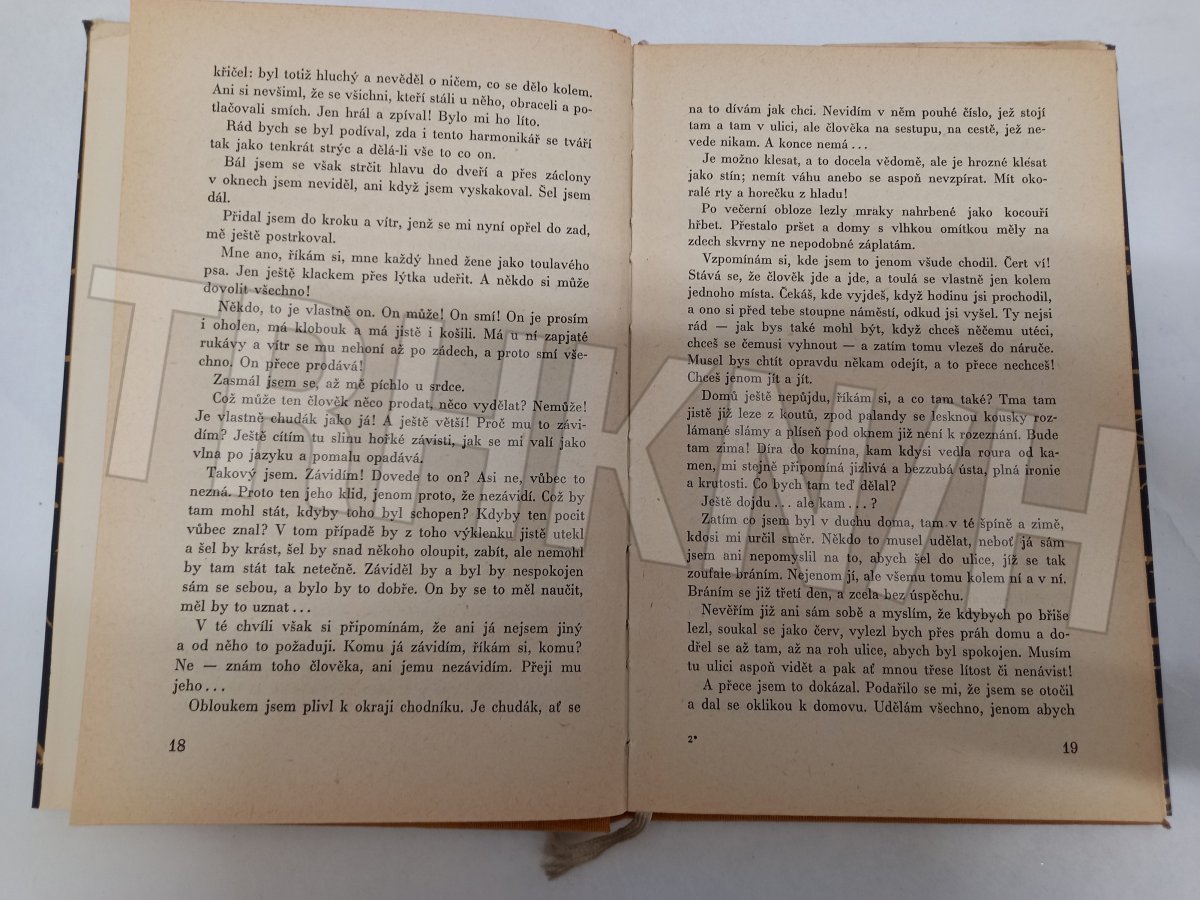 křičel: byl totiž hluchý a nevěděl o ničem, co se dělo kolem.
Ani si nevšiml, že se všichni, kteří stáli u něho, obraceli a po-
tlačovali smích. Jen hrál a zpíval! Bylo mi ho líto.
Rád bych se byl podíval, zda i tento harmonikář se tváří
tak jako tenkrát strýc a dělá-li vše to co on.
Bál jsem se však strčit hlavu do dveří a přes záclony
v oknech jsem neviděl, ani když jsem vyskakoval. Šel jsem
dál.
Přidal jsem do kroku a vítr, jenž se mi nyní opřel do zad,
mě ještě postrkoval.
Mne ano, říkám si, mne každý hned žene jako toulavého
psa. Jen ještě klackem přes lýtka udeřit. A někdo si může
dovolit všechno!
Někdo, to je vlastně on. On může! On smí! On je prosím
i oholen, má klobouk a má jistě i košili. Má u ní zapjaté
rukávy a vítr se mu nehoní až po zádech, a proto smí vše-
chno. On přece prodává!
Zasmál jsem se, až mě píchlo u srdce.
Což může ten člověk něco prodat, něco vydělat? Nemůže!
Je vlastně chudák jako já! A ještě větší! Proč mu to závi-
dím? Ještě cítím tu slinu hořké závisti, jak se mi valí jako
vlna po jazyku a pomalu opadává.
Takový jsem. Závidím! Dovede to on? Asi ne, vůbec to
nezná. Proto ten jeho klid, jenom proto, že nezávidí. Což by
tam mohl stát, kdyby toho byl schopen? Kdyby ten pocit
vůbec znal? V tom případě by z toho výklenku jistě utekl
a šel by krást, šel by snad někoho oloupit, zabít, ale nemohl
by tam stát tak netečně. Záviděl by a byl by nespokojen
sám se sebou, a bylo by to dobře. On by se to měl naučit,
měl by to uznat...
V té chvíli však si připomínám, že ani já nejsem jiný
a od něho to požaduji. Komu já závidím, říkám si, komu?
Ne — znám toho člověka, ani jemu nezávidím. Přeji mu
jeho...
Obloukem jsem plivl k okraji chodníku. Je chudák, ať se
18
na to dívám jak chci. Nevidím v něm pouhé číslo, jež stojí
tam a tam v ulici, ale člověka na sestupu, na cestě, jež ne-
vede nikam. A konce nemá...
Je možno klesat, a to docela vědomě, ale je hrozné klesat
jako stín; nemít váhu anebo se aspoň nevzpírat. Mít oko-
ralé rty a horečku z hladu!
Po večerní obloze lezly mraky nahrbené jako kocouří
hřbet. Přestalo pršet a domy s vlhkou omítkou měly na
zdech skvrny ne nepodobné záplatám.
Vzpomínám si, kde jsem to jenom všude chodil. Čert ví!
Stává se, že člověk jde a jde, a toulá se vlastně jen kolem
jednoho místa. Čekáš, kde vyjdeš, když hodinu jsi prochodil,
a ono si před tebe stoupne náměstí, odkud jsi vyšel. Ty nejsi
rád — jak bys také mohl být, když chceš něčemu utéci,
chceš se čemusi vyhnout — a zatím tomu vlezeš do náruče.
Musel bys chtít opravdu někam odejít, a to přece nechceš!
Chceš jenom jít a jít.
Domů ještě nepůjdu, říkám si, a co tam také? Tma tam
jistě již leze z koutů, zpod palandy se lesknou kousky roz-
lámané slámy a plíseň pod oknem již není k rozeznání. Bude
tam zima! Díra do komína, kam kdysi vedla roura od ka-
men, mi stejně připomíná jizlivá a bezzubá ústa, plná ironie
a krutosti. Co bych tam teď dělal?
Ještě dojdu... ale kam...?
Zatím co jsem byl v duchu doma, tam v té špíně a zimě,
kdosi mi určil směr. Někdo to musel udělat, neboť já sám
jsem ani nepomyslil na to, abych šel do ulice, jíž se tak
zoufale bráním. Nejenom jí, ale všemu tomu kolem ní a v ní.
Bráním se již třetí den, a zcela bez úspěchu.
Nevěřím již ani sám sobě a myslím, že kdybych po břiše
lezl, soukal se jako červ, vylezl bych přes práh domu a do-
dřel se až tam, až na roh ulice, abych byl spokojen. Musím
tu ulici aspoň vidět a pak ať mnou třese lítost či nenávist!
A přece jsem to dokázal. Podařilo se mi, že jsem se otočil
a dal se oklikou k domovu. Udělám všechno, jenom abych
2*
19
TRHKNIH